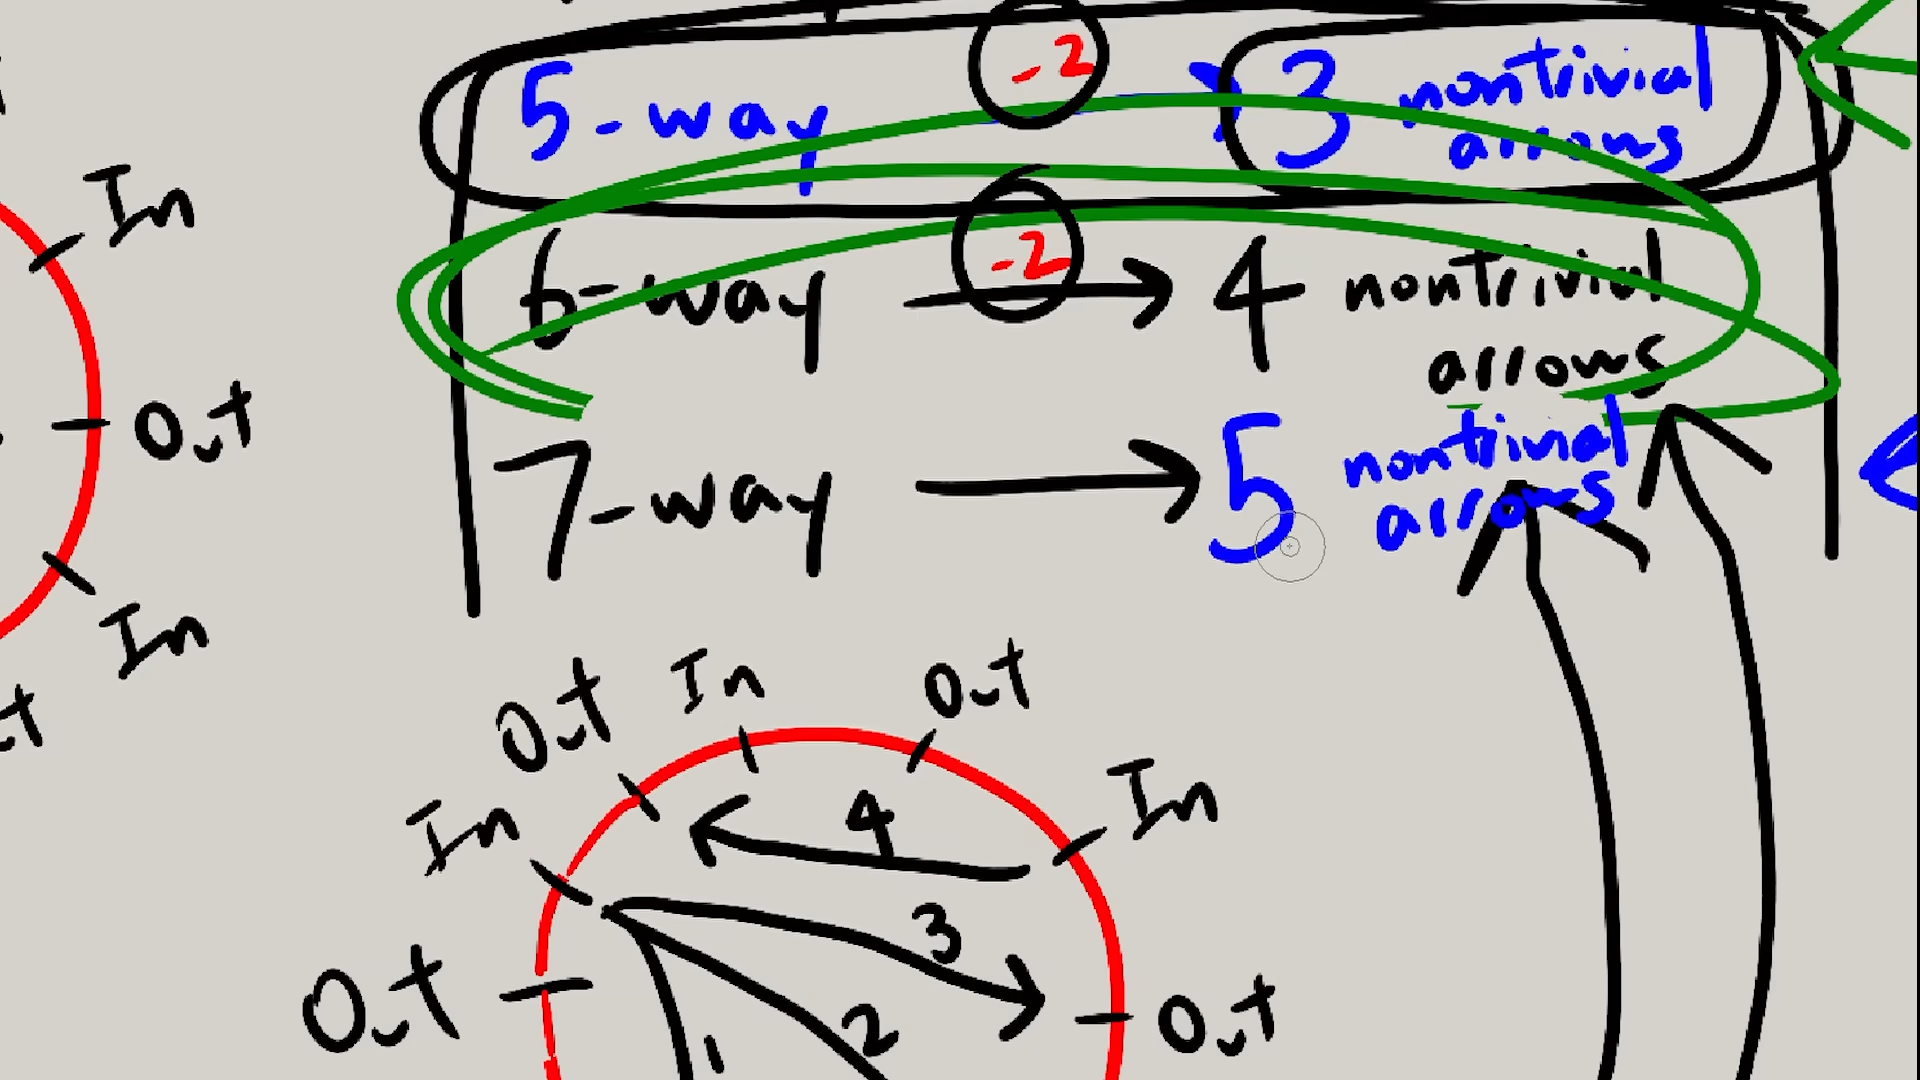 -2
5-way 3 nontrivial
arrows
In
-2
6-way 4 nontrivial
arrows
Out
7-way 5 nontrivial
arrows
In
Out In Out
In In
4
3
Out 2 Out
1